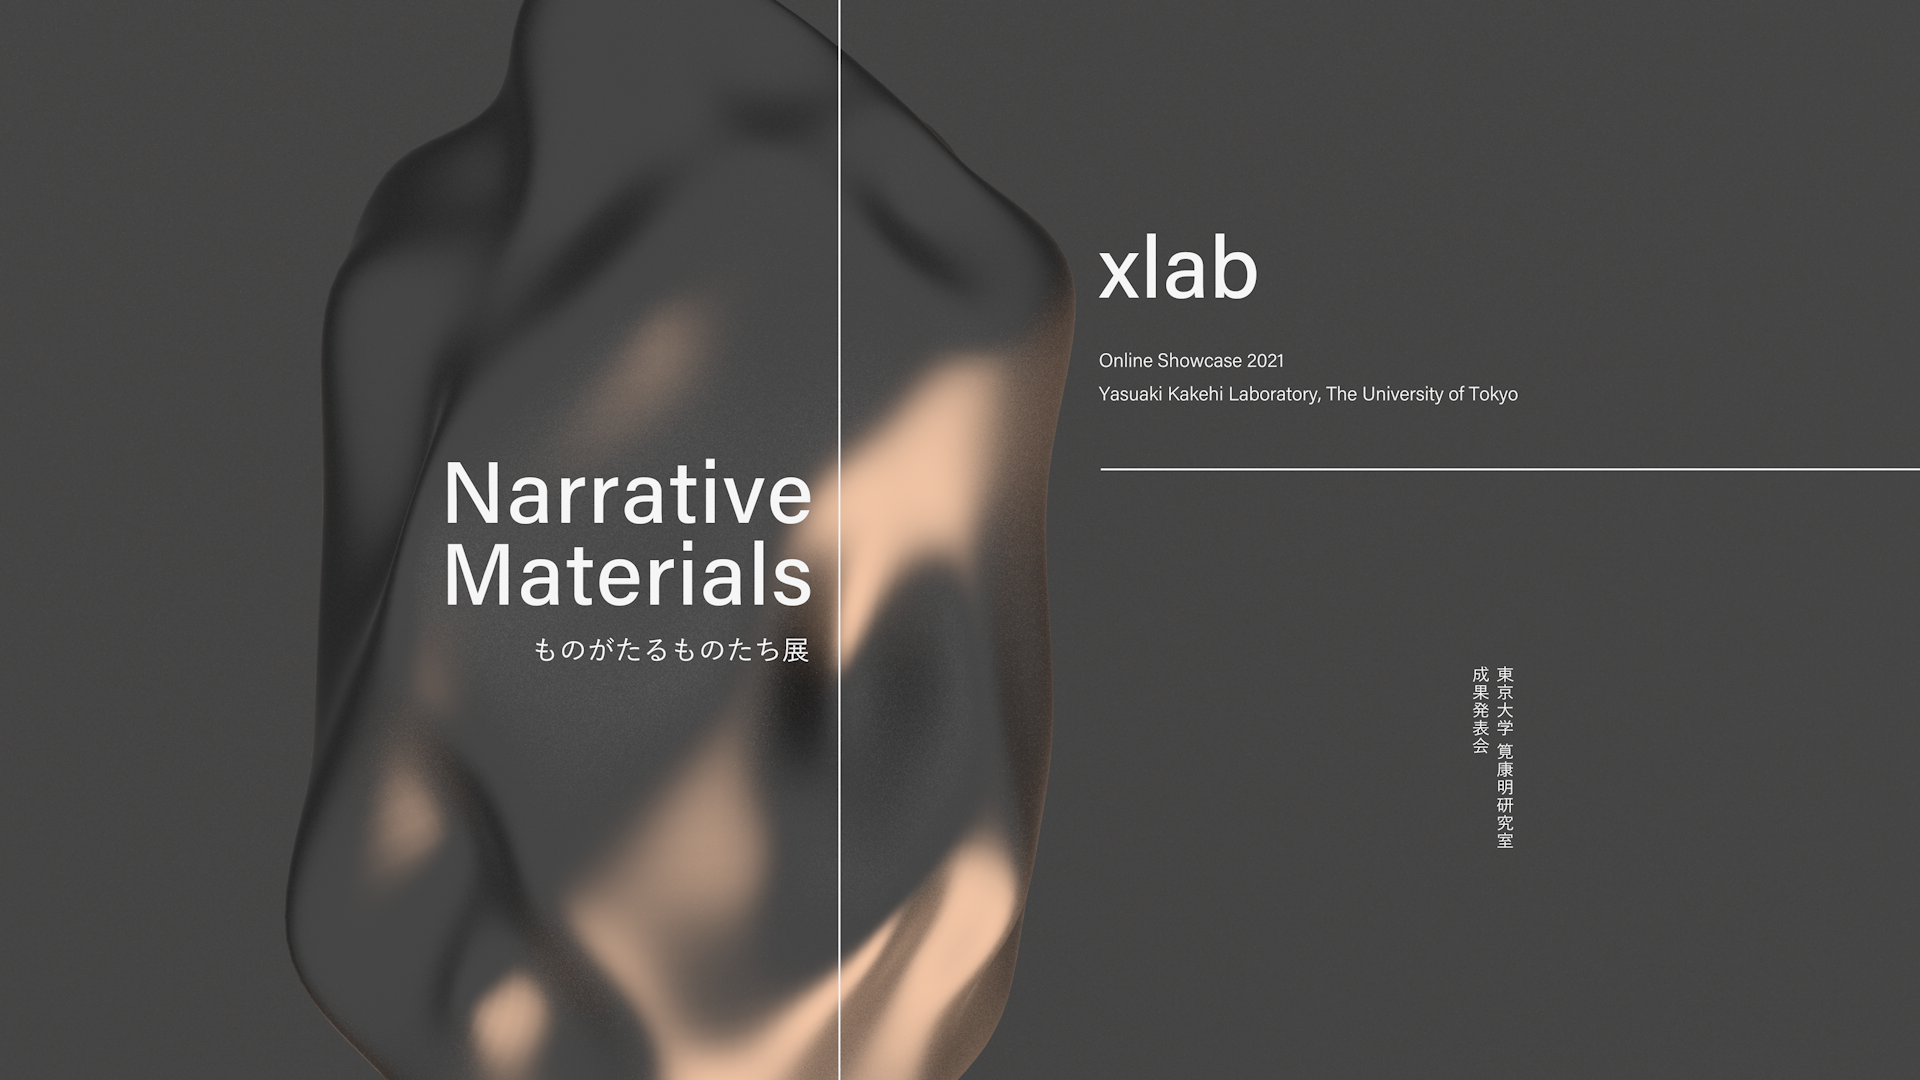 xlab
Online Showcase 2021
Yasuaki Kakehi Laboratory, The University of Tokyo
Narrative
Materials
ものがたるものたち展
東京大学 筧康明研究室
成果発表会